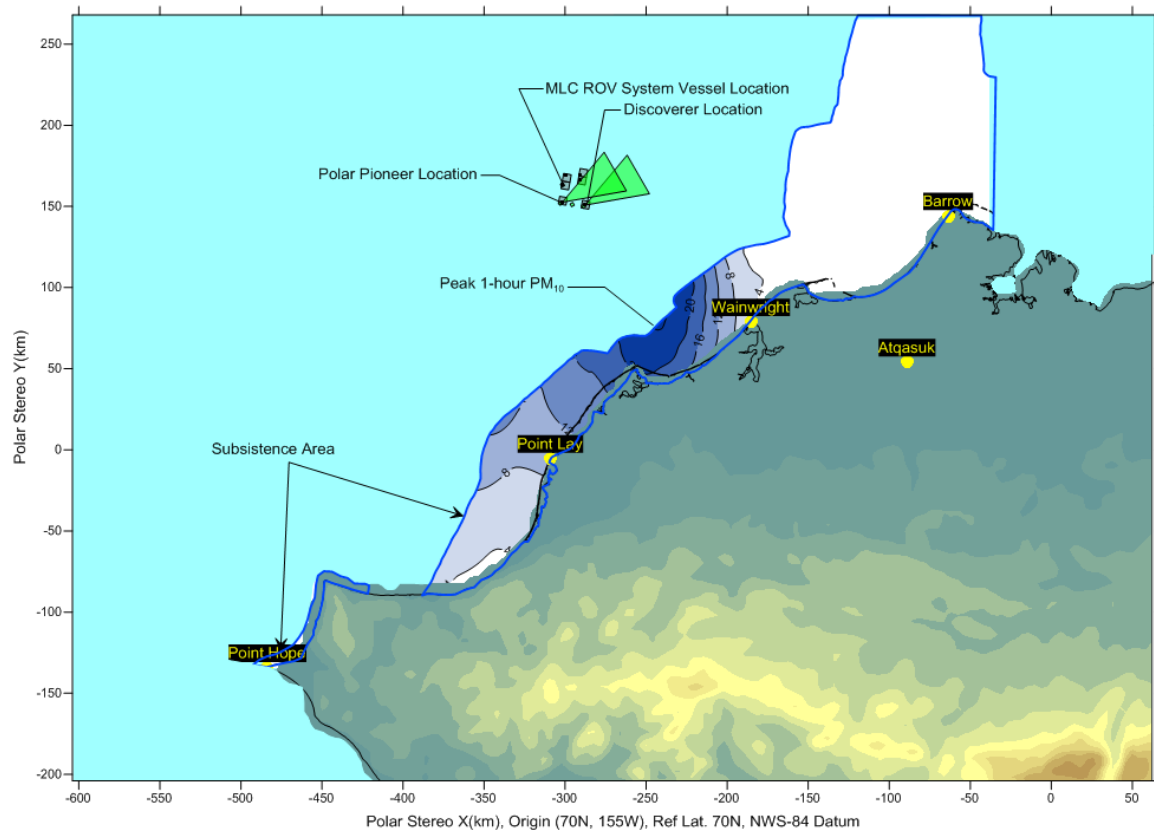 250
200
150
100
50
0
-50
-100
-150
-200
Polar Stereo Y(km)
MLC ROV System Vessel Location
Discoverer Location
Polar Pioneer Location
Barrow
Peak 1-hour PM₁₀
20
16
8
4
Wainwright
Atqasuk
Point Lay
8
4
Subsistence Area
Point Hope
-600 -550 -500 -450 -400 -350 -300 -250 -200 -150 -100 -50 0 50
Polar Stereo X(km), Origin (70N, 155W), Ref Lat. 70N, NWS-84 Datum